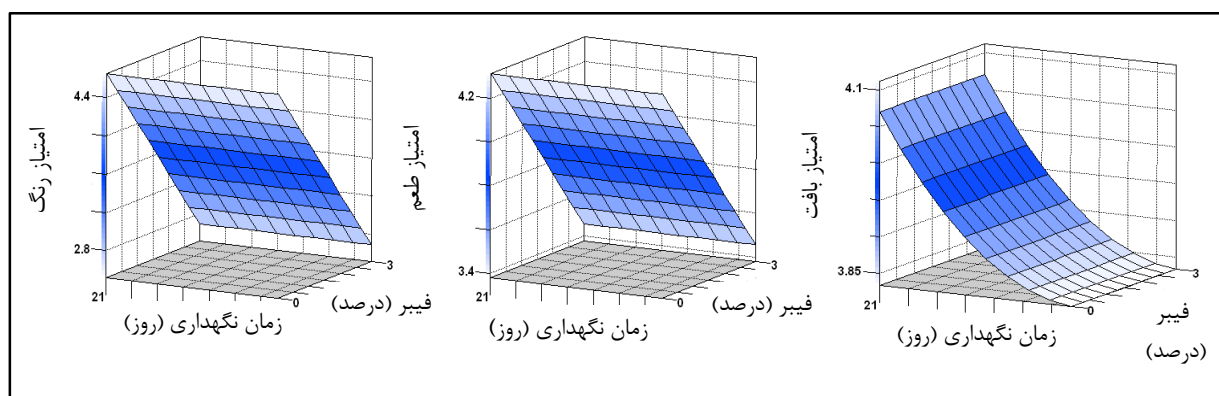 امتیاز رنگ
4.4
2.8
21
0
3
زمان نگهداری (روز)
فیبر (درصد)
امتیاز طعم
4.2
3.4
21
0
3
زمان نگهداری (روز)
فیبر (درصد)
امتیاز بافت
4.1
3.85
21
0
3
زمان نگهداری (روز)
فیبر
(درصد)